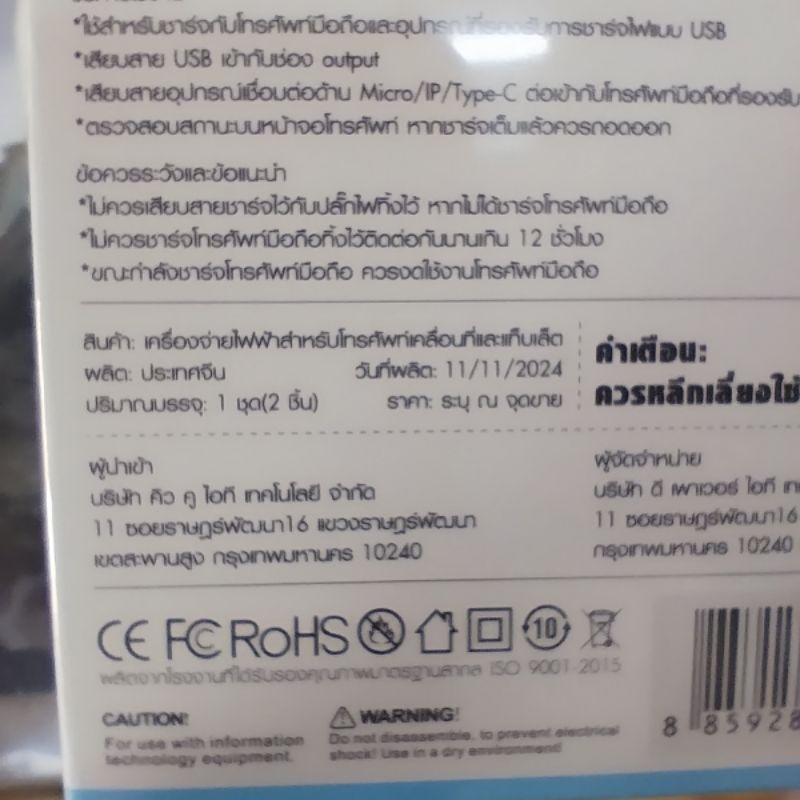 *ใช้สำหรับชาร์จกับโทรศัพท์มือถือและอุปกรณ์ที่รองรับการชาร์จไฟแบบ USB
*เสียบสาย USB เข้ากับช่อง output
*เสียบสายอุปกรณ์เชื่อมต่อด้าน Micro/IP/Type-C ต่อเข้ากับโทรศัพท์มือถือที่รองรับ
*ตรวจสอบสถานะบนหน้าจอโทรศัพท์ หากชาร์จเต็มแล้วควรถอดออก
ข้อควรระวังและข้อแนะนำ
*ไม่ควรเสียบสายชาร์จไว้กับปลั๊กไฟทิ้งไว้ หากไม่ได้ชาร์จโทรศัพท์มือถือ
*ไม่ควรชาร์จโทรศัพท์มือถือทิ้งไว้ติดต่อกันนานเกิน 12 ชั่วโมง
*ขณะกำลังชาร์จโทรศัพท์มือถือ ควรงดใช้งานโทรศัพท์มือถือ
สินค้า: เครื่องจ่ายไฟฟ้าสำหรับโทรศัพท์เคลื่อนที่และแท็บเล็ต
ผลิต: ประเทศจีน วันที่ผลิต: 11/11/2024
ปริมาณบรรจุ: 1 ชุด(2 ชิ้น) ราคา: ระบุ ณ จุดขาย
คำเตือน:
ควรหลีกเลี่ยงใช้
ผู้นำเข้า
บริษัท คิว คู ไอที เทคโนโลยี จำกัด
11 ซอยราษฎร์พัฒนา16 แขวงราษฎร์พัฒนา
เขตสะพานสูง กรุงเทพมหานคร 10240
ผู้จัดจำหน่าย
บริษัท ดี เพาเวอร์ ไอที เท
11 ซอยราษฎร์พัฒนา16
กรุงเทพมหานคร 10240
CE FC RoHS 10
ผลิตจากโรงงานที่ได้รับรองคุณภาพมาตรฐานสากล ISO 9001-2015
CAUTION!
For use with information
technology equipment.
WARNING!
Do not disassemble, to prevent electrical
shock! Use in a dry environment!
8 85928